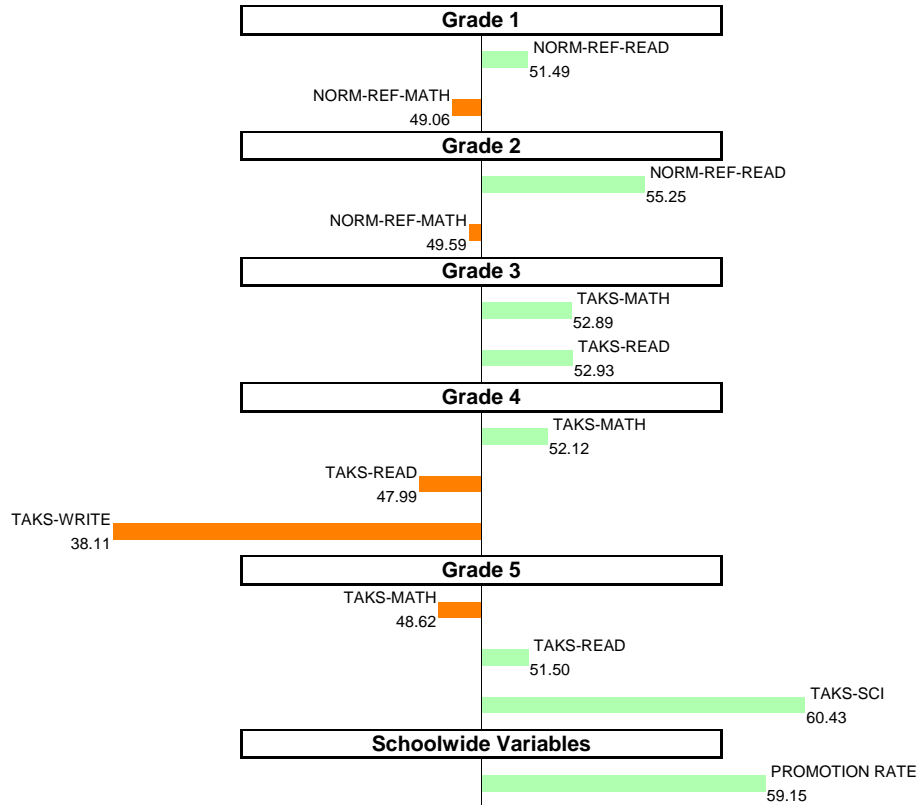 Grade 1
NORM-REF-READ
51.49
NORM-REF-MATH
49.06
Grade 2
NORM-REF-READ
55.25
NORM-REF-MATH
49.59
Grade 3
TAKS-MATH
52.89
TAKS-READ
52.93
Grade 4
TAKS-MATH
52.12
TAKS-READ
47.99
TAKS-WRITE
38.11
Grade 5
TAKS-MATH
48.62
TAKS-READ
51.50
TAKS-SCI
60.43
Schoolwide Variables
PROMOTION RATE
59.15